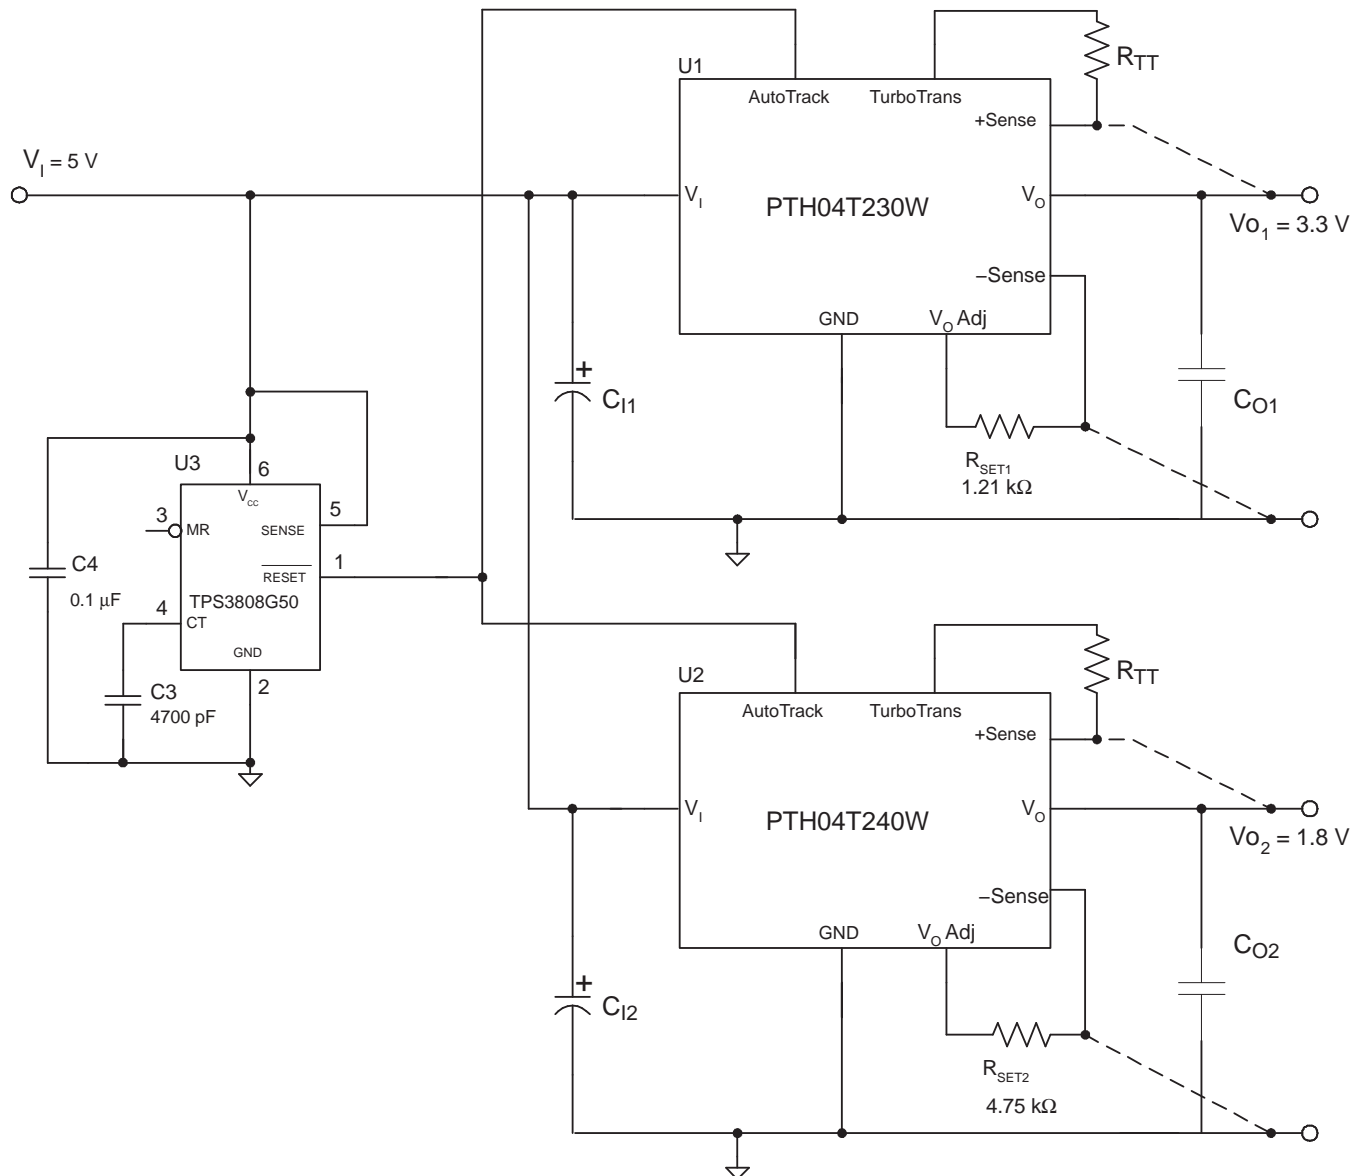 R_TT
U1
AutoTrack
TurboTrans
+Sense
V_I = 5 V
V_I
PTH04T230W
V_O
Vo_1 = 3.3 V
−Sense
GND
V_O Adj
+
C_I1
C_O1
R_SET1
1.21 kΩ
U3
6
V_CC
5
3
MR
SENSE
1
RESET
C4
0.1 μF
4
TPS3808G50
CT
GND
2
C3
4700 pF
R_TT
U2
AutoTrack
TurboTrans
+Sense
V_I
PTH04T240W
V_O
Vo_2 = 1.8 V
−Sense
GND
V_O Adj
C_O2
+
C_I2
R_SET2
4.75 kΩ